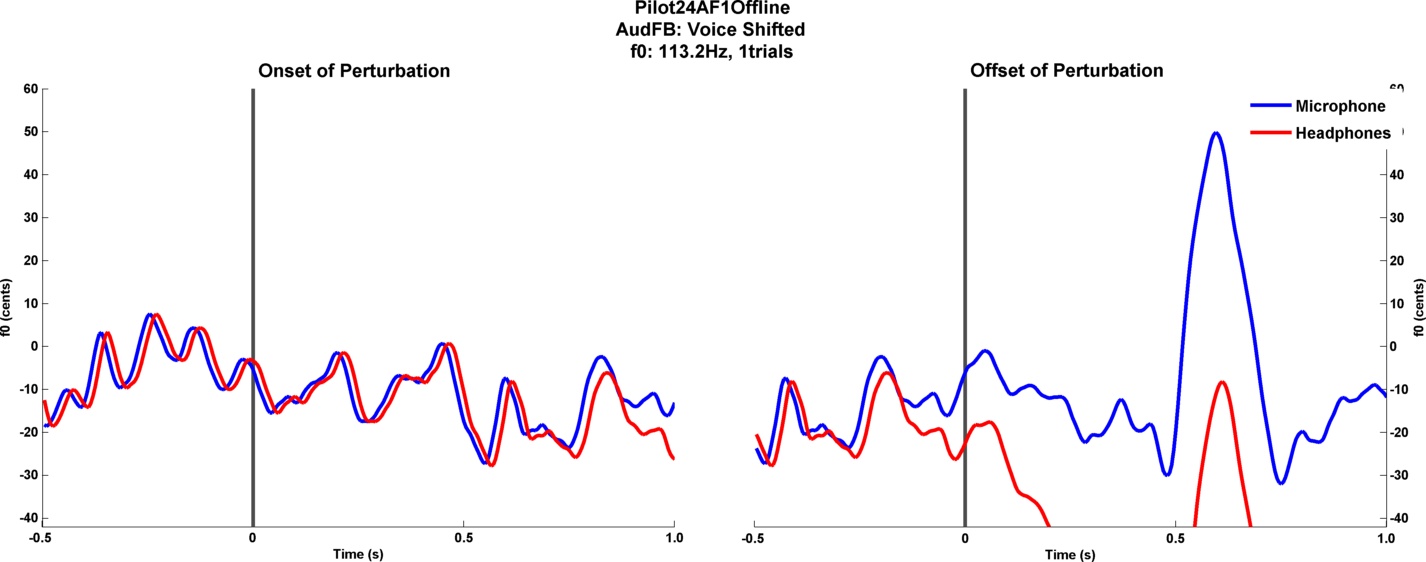 Pilot24AF1Offline
AudFB: Voice Shifted
f0: 113.2Hz, 1trials
Onset of Perturbation
60
50
40
30
20
10
0
-10
-20
-30
-40
f0 (cents)
-0.5
0
0.5
1.0
Time (s)
Offset of Perturbation
Microphone
Headphones
40
30
20
10
0
-10
-20
-30
-40
f0 (cents)
-0.5
0
0.5
1.0
Time (s)